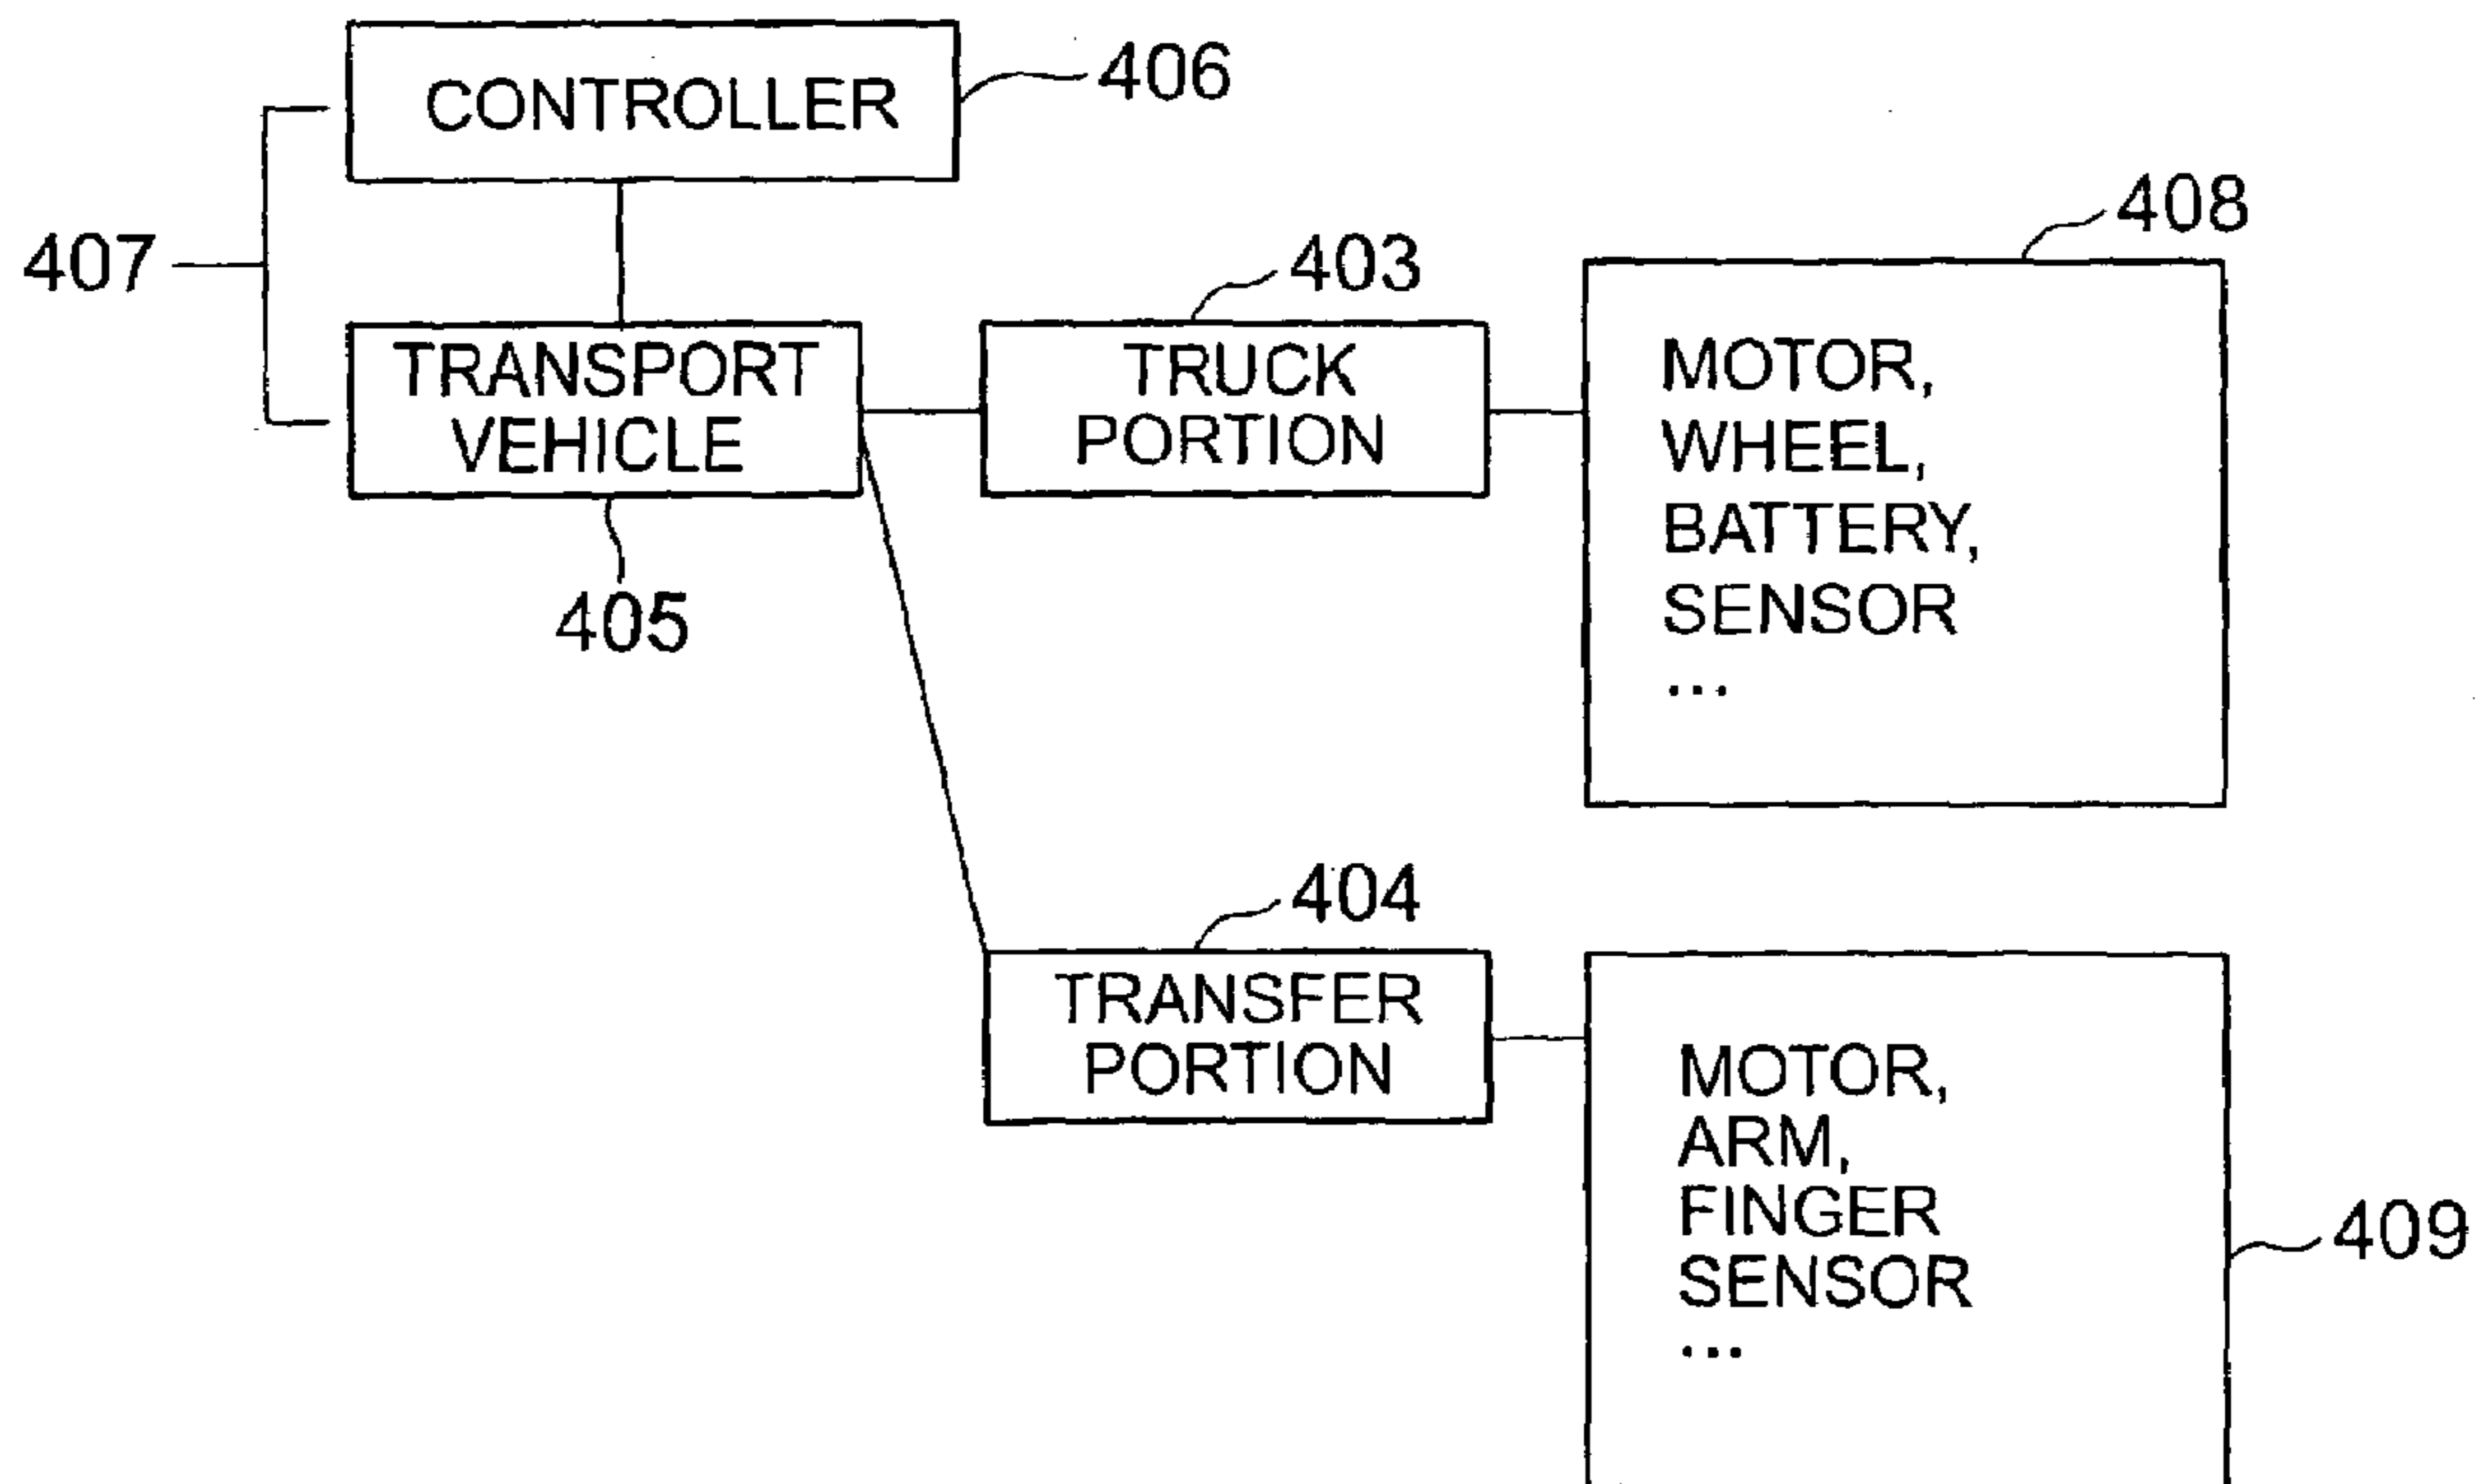 CONTROLLER
406
407
TRANSPORT
VEHICLE
405
403
TRUCK
PORTION
408
MOTOR,
WHEEL,
BATTERY,
SENSOR
...
404
TRANSFER
PORTION
MOTOR,
ARM,
FINGER
SENSOR
...
409